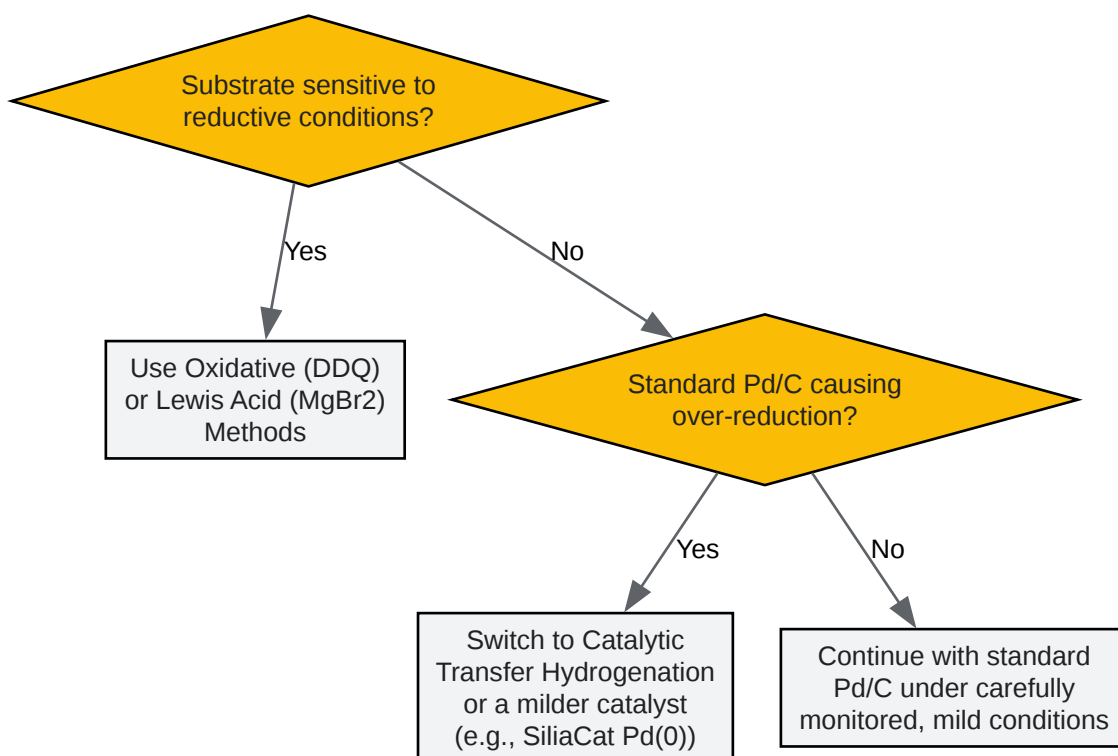 Substrate sensitive to
reductive conditions?
Yes
No
Use Oxidative (DDQ)
or Lewis Acid (MgBr2)
Methods
Standard Pd/C causing
over-reduction?
Yes
No
Switch to Catalytic
Transfer Hydrogenation
or a milder catalyst
(e.g., SiliaCat Pd(0))
Continue with standard
Pd/C under carefully
monitored, mild conditions